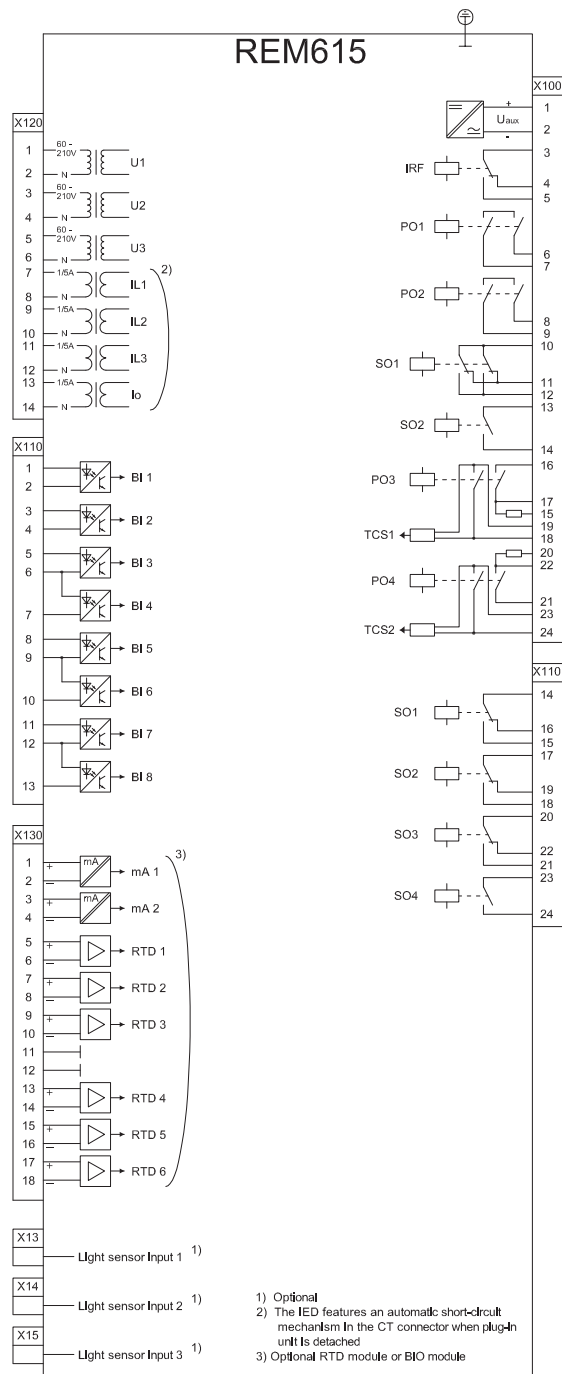 REM615
X120
1 60 - 210V U1
2 N
3 60 - 210V U2
4 N
5 60 - 210V U3
6 N
7 1/5A IL1 2)
8 N
9 1/5A IL2
10 N
11 1/5A IL3
12 N
13 1/5A Io
14 N
X110
1
2 BI 1
3
4 BI 2
5 BI 3
6
7 BI 4
8 BI 5
9
10 BI 6
11 BI 7
12
13 BI 8
X130
3)
1 + mA mA 1
2 –
3 + mA mA 2
4 –
5 + RTD 1
6 –
7 + RTD 2
8 –
9 + RTD 3
10 –
11
12
13 + RTD 4
14 –
15 + RTD 5
16 –
17 + RTD 6
18 –
X13
Light sensor input 1 1)
X14
Light sensor input 2 1)
X15
Light sensor input 3 1)
X100
+ 1
Uaux
- 2
3
IRF
4
5
PO1
6
7
PO2
8
9
10
SO1
11
12
13
SO2
14
16
PO3
17
15
19
TCS1 18
20
22
PO4
21
23
TCS2 24
X110
14
SO1
16
15
17
SO2
19
18
20
SO3
22
21
23
SO4
24
1) Optional
2) The IED features an automatic short-circuit
mechanism in the CT connector when plug-in
unit is detached
3) Optional RTD module or BIO module